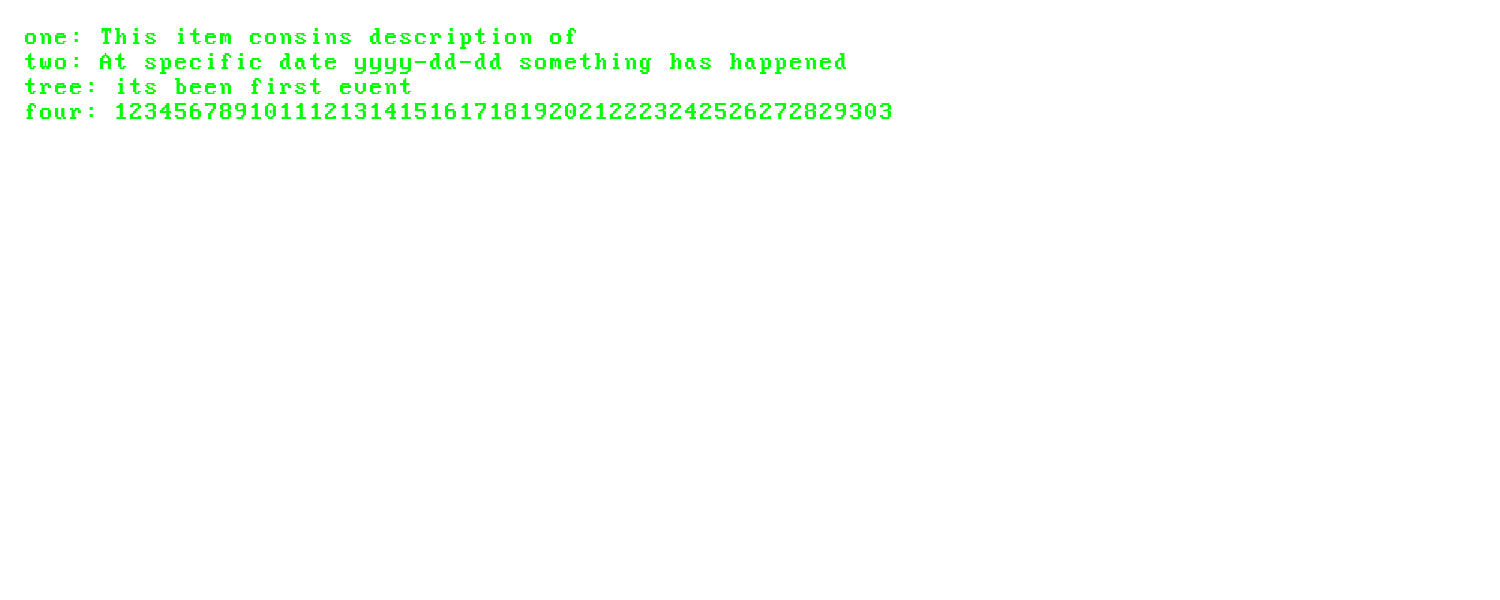 one: This item consins description of
two: At specific date yyyy-dd-dd something has happened
tree: its been first event
four: 1234567891011121314151617181920212223242526272829303